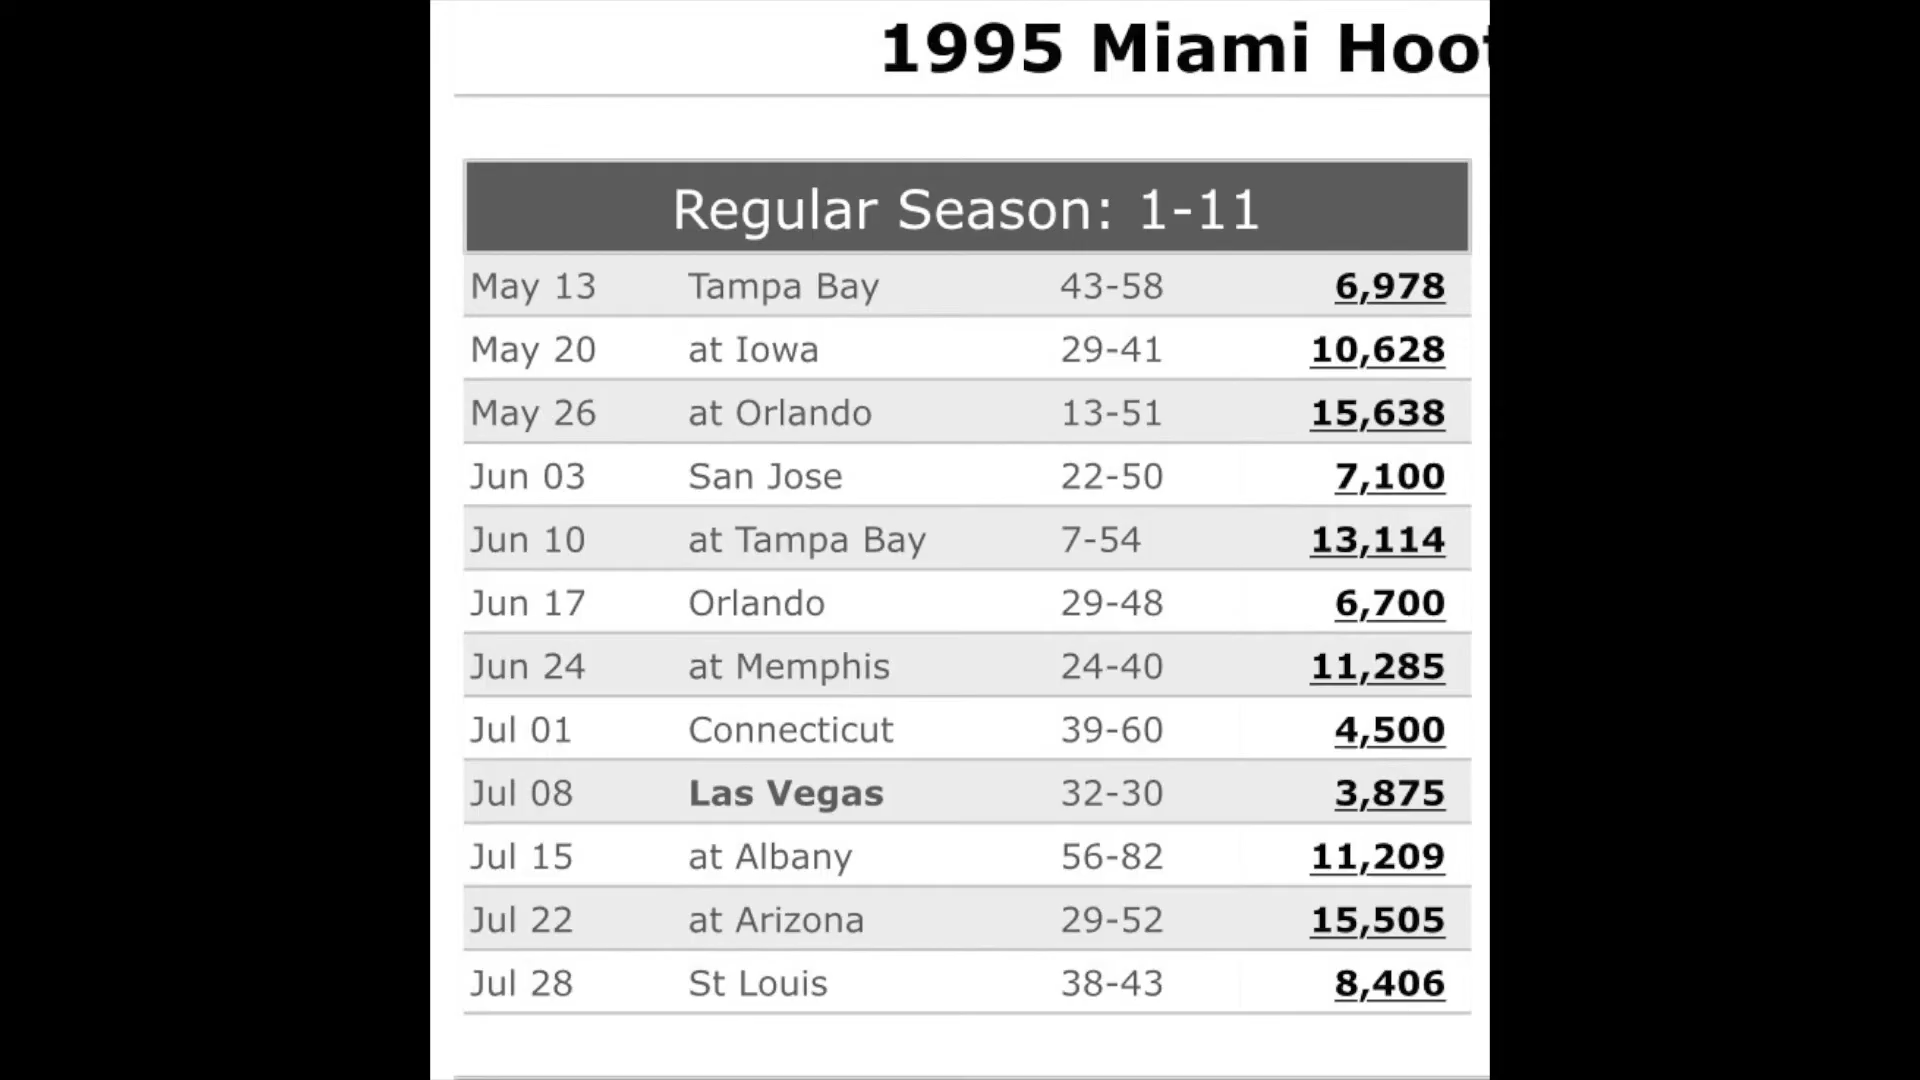 1995 Miami Hoot
Regular Season: 1-11
May 13 Tampa Bay 43-58 6,978
May 20 at Iowa 29-41 10,628
May 26 at Orlando 13-51 15,638
Jun 03 San Jose 22-50 7,100
Jun 10 at Tampa Bay 7-54 13,114
Jun 17 Orlando 29-48 6,700
Jun 24 at Memphis 24-40 11,285
Jul 01 Connecticut 39-60 4,500
Jul 08 Las Vegas 32-30 3,875
Jul 15 at Albany 56-82 11,209
Jul 22 at Arizona 29-52 15,505
Jul 28 St Louis 38-43 8,406